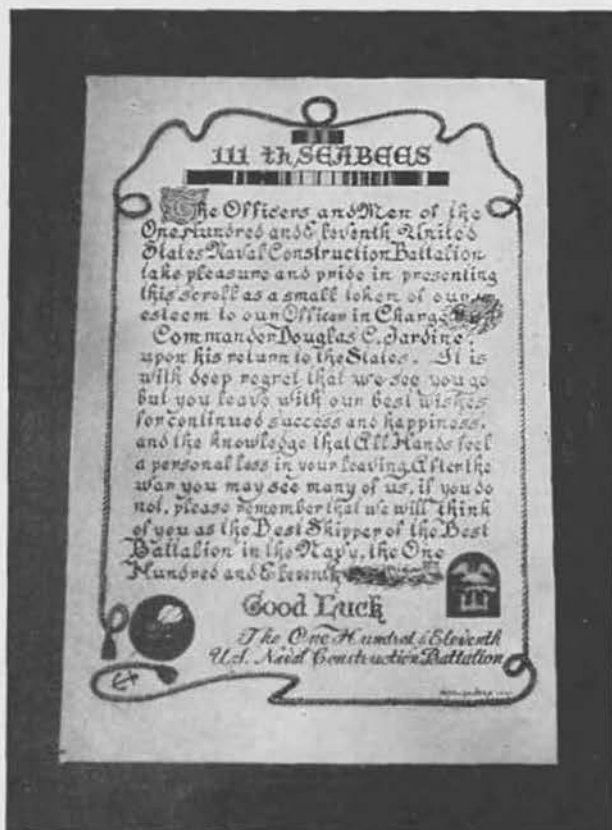 111 th SEABEES
The Officers and Men of the
One Hundred and Eleventh United
States Naval Construction Battalion
take pleasure and pride in presenting
this scroll as a small token of our
esteem to our Officer in Charge
Commander Douglas C. Jardine,
upon his return to the States. It is
with deep regret that we see you go
but you leave with our best wishes
for continued success and happiness,
and the knowledge that All Hands feel
a personal loss in your leaving. After the
war you may see many of us, if you do
not, please remember that we will think
of you as the Best Skipper of the Best
Battalion in the Navy, the One
Hundred and Eleventh
Good Luck
The One Hundred & Eleventh
U.S. Naval Construction Battalion